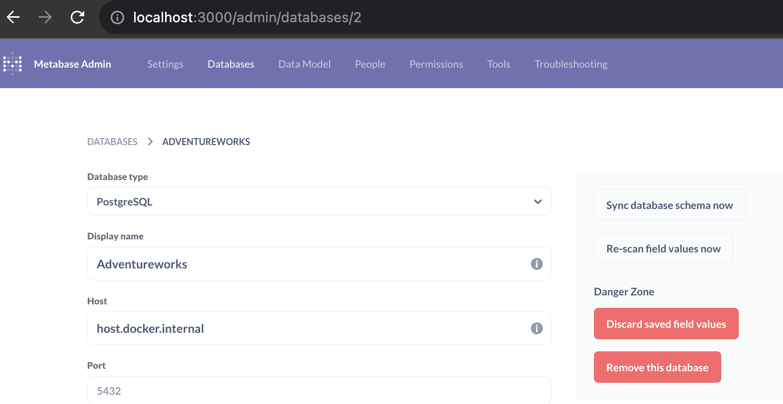 localhost:3000/admin/databases/2
Metabase Admin Settings Databases Data Model People Permissions Tools Troubleshooting
DATABASES > ADVENTUREWORKS
Database type
PostgreSQL
Display name
Adventureworks
Host
host.docker.internal
Port
5432
Sync database schema now
Re-scan field values now
Danger Zone
Discard saved field values
Remove this database